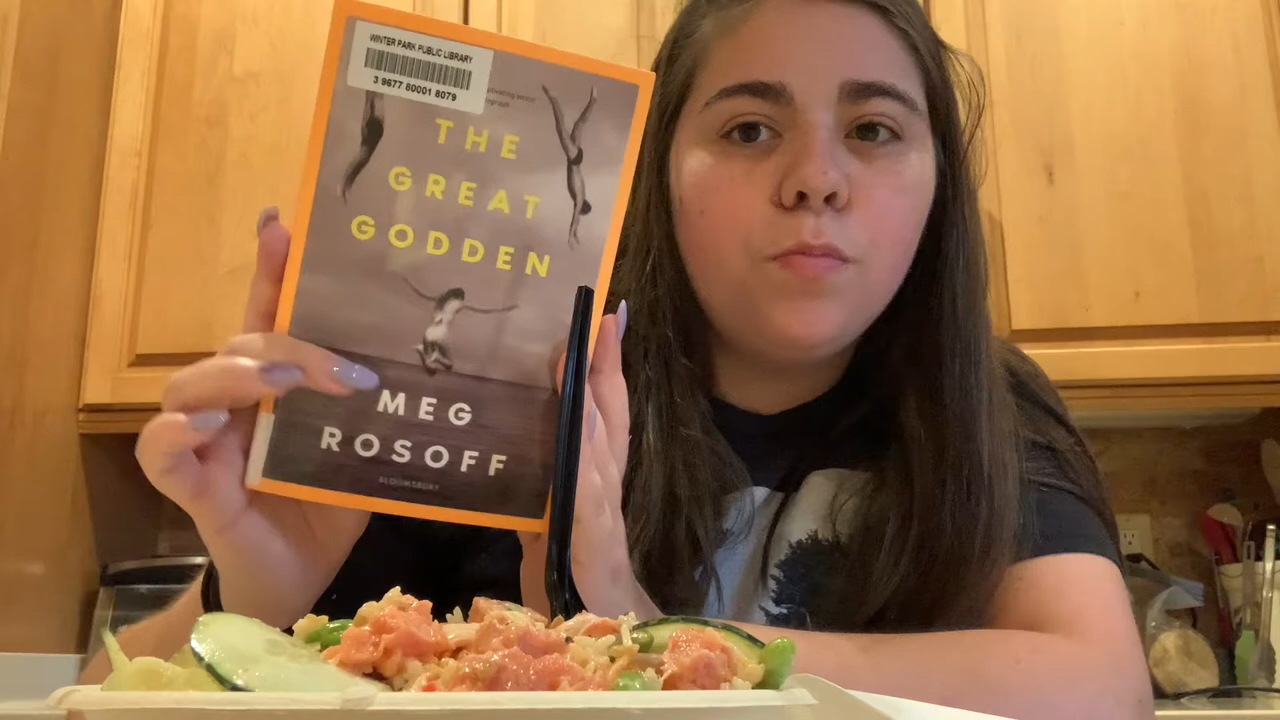 WINTER PARK PUBLIC LIBRARY
3 9677 80001 8079
THE
GREAT
GODDEN
MEG
ROSOFF
BLOOMSBURY